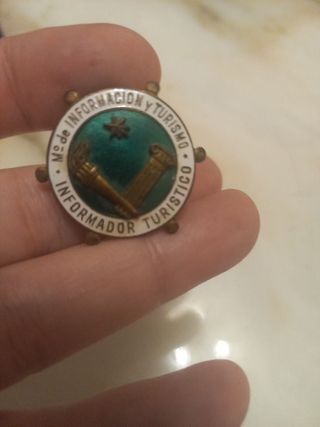 Mº de INFORMACION y TURISMO
INFORMADOR TURISTICO